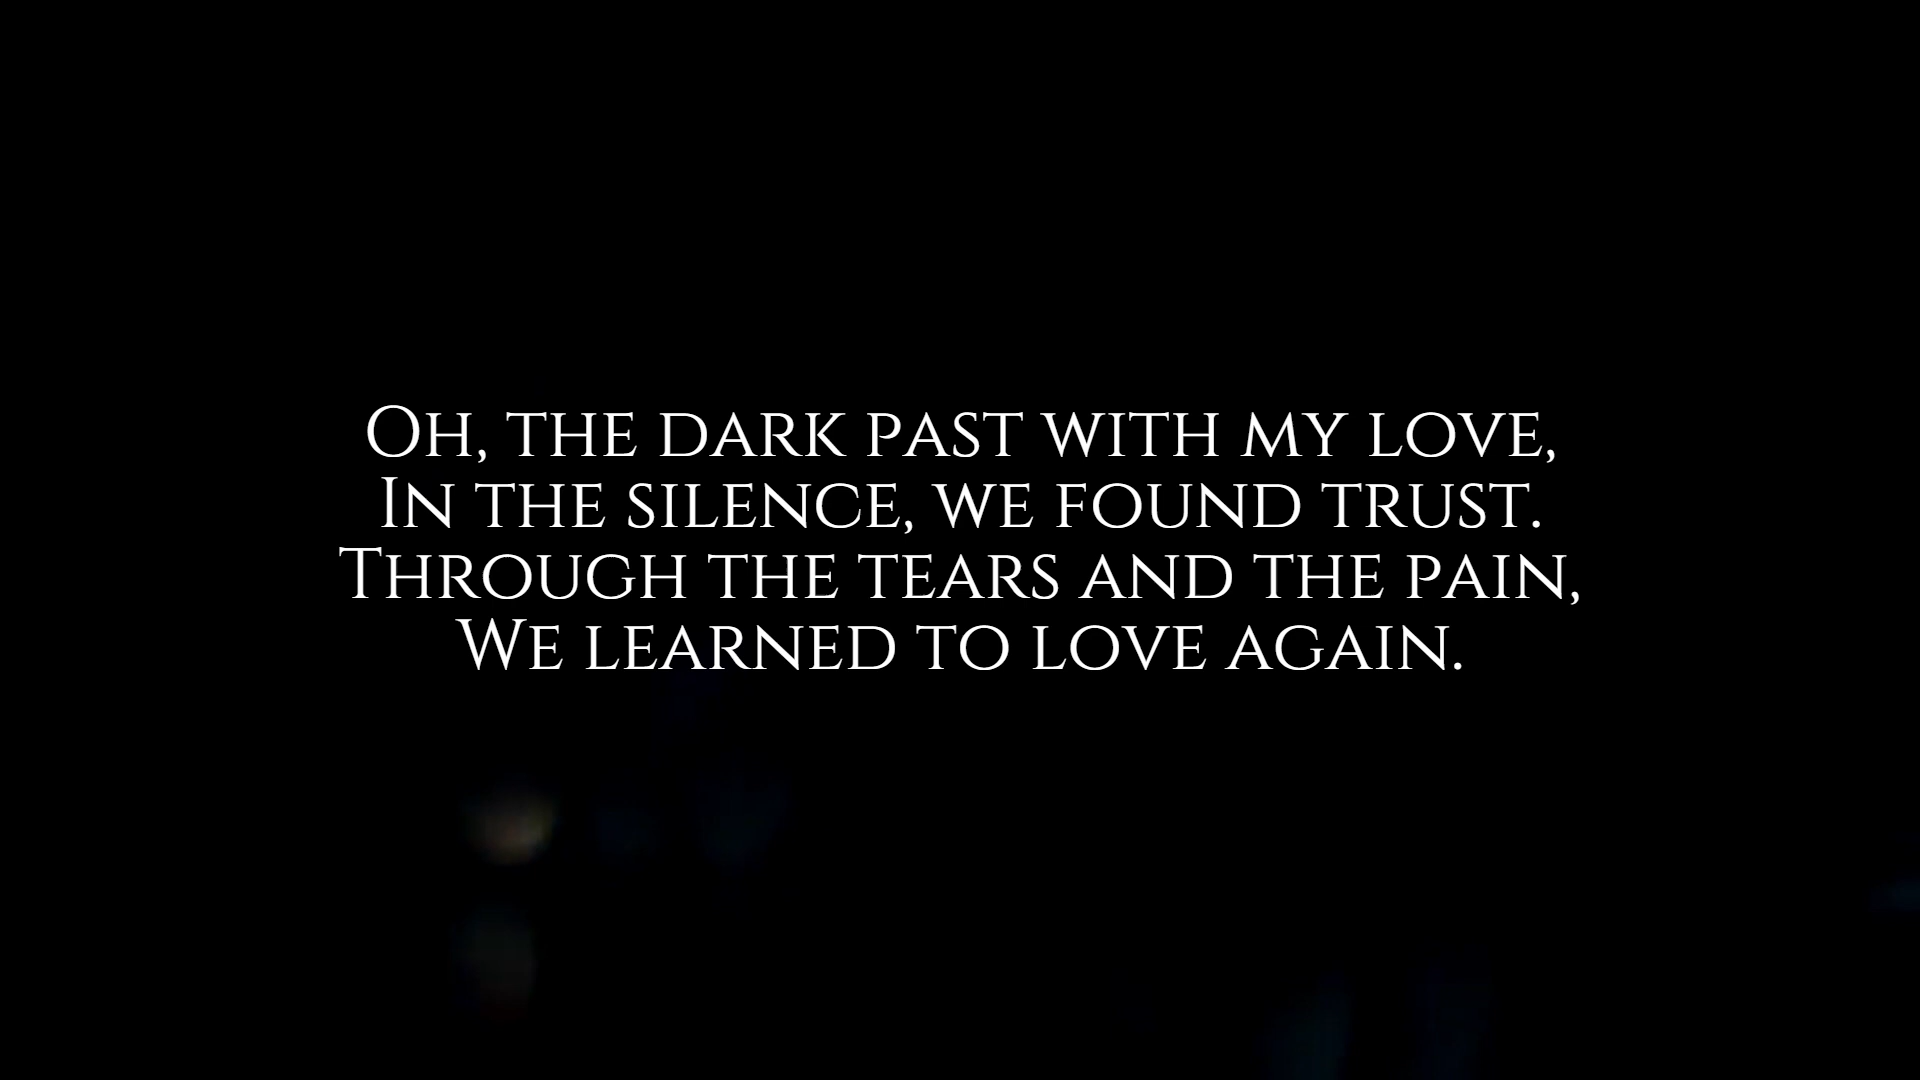 Oh, the dark past with my love,
In the silence, we found trust.
Through the tears and the pain,
We learned to love again.